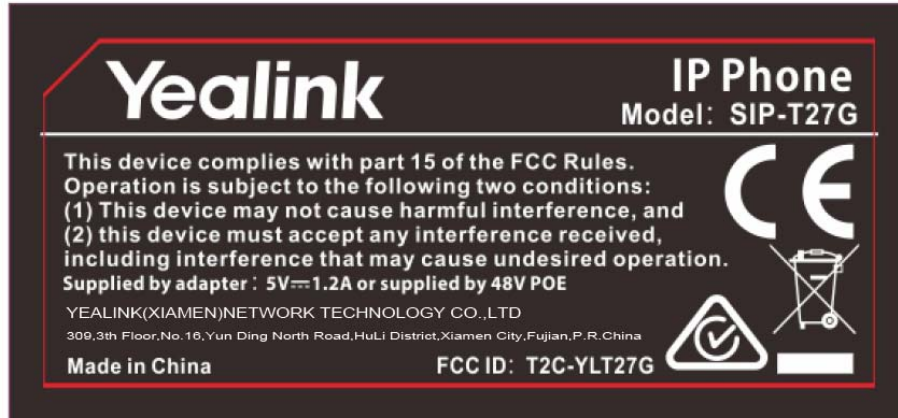 Yealink
IP Phone
Model: SIP-T27G
This device complies with part 15 of the FCC Rules.
Operation is subject to the following two conditions:
(1) This device may not cause harmful interference, and
(2) this device must accept any interference received,
including interference that may cause undesired operation.
Supplied by adapter : 5V⎓1.2A or supplied by 48V POE
YEALINK(XIAMEN)NETWORK TECHNOLOGY CO.,LTD
309,3th Floor,No.16,Yun Ding North Road,HuLi District,Xiamen City,Fujian,P.R.China
Made in China
FCC ID: T2C-YLT27G
CE